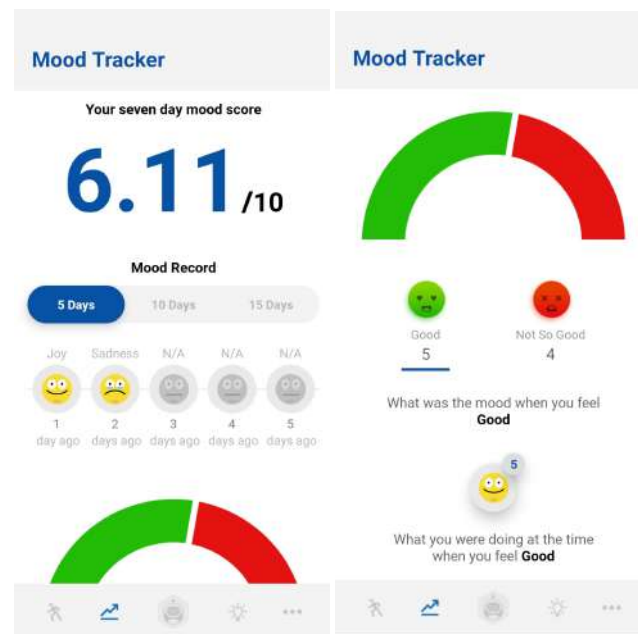 Mood Tracker
Your seven day mood score
6.11/10
Mood Record
5 Days 10 Days 15 Days
Joy Sadness N/A N/A N/A
1 2 3 4 5
day ago days ago days ago days ago days ago
Mood Tracker
Good Not So Good
5 4
What was the mood when you feel
Good
5
What you were doing at the time
when you feel Good